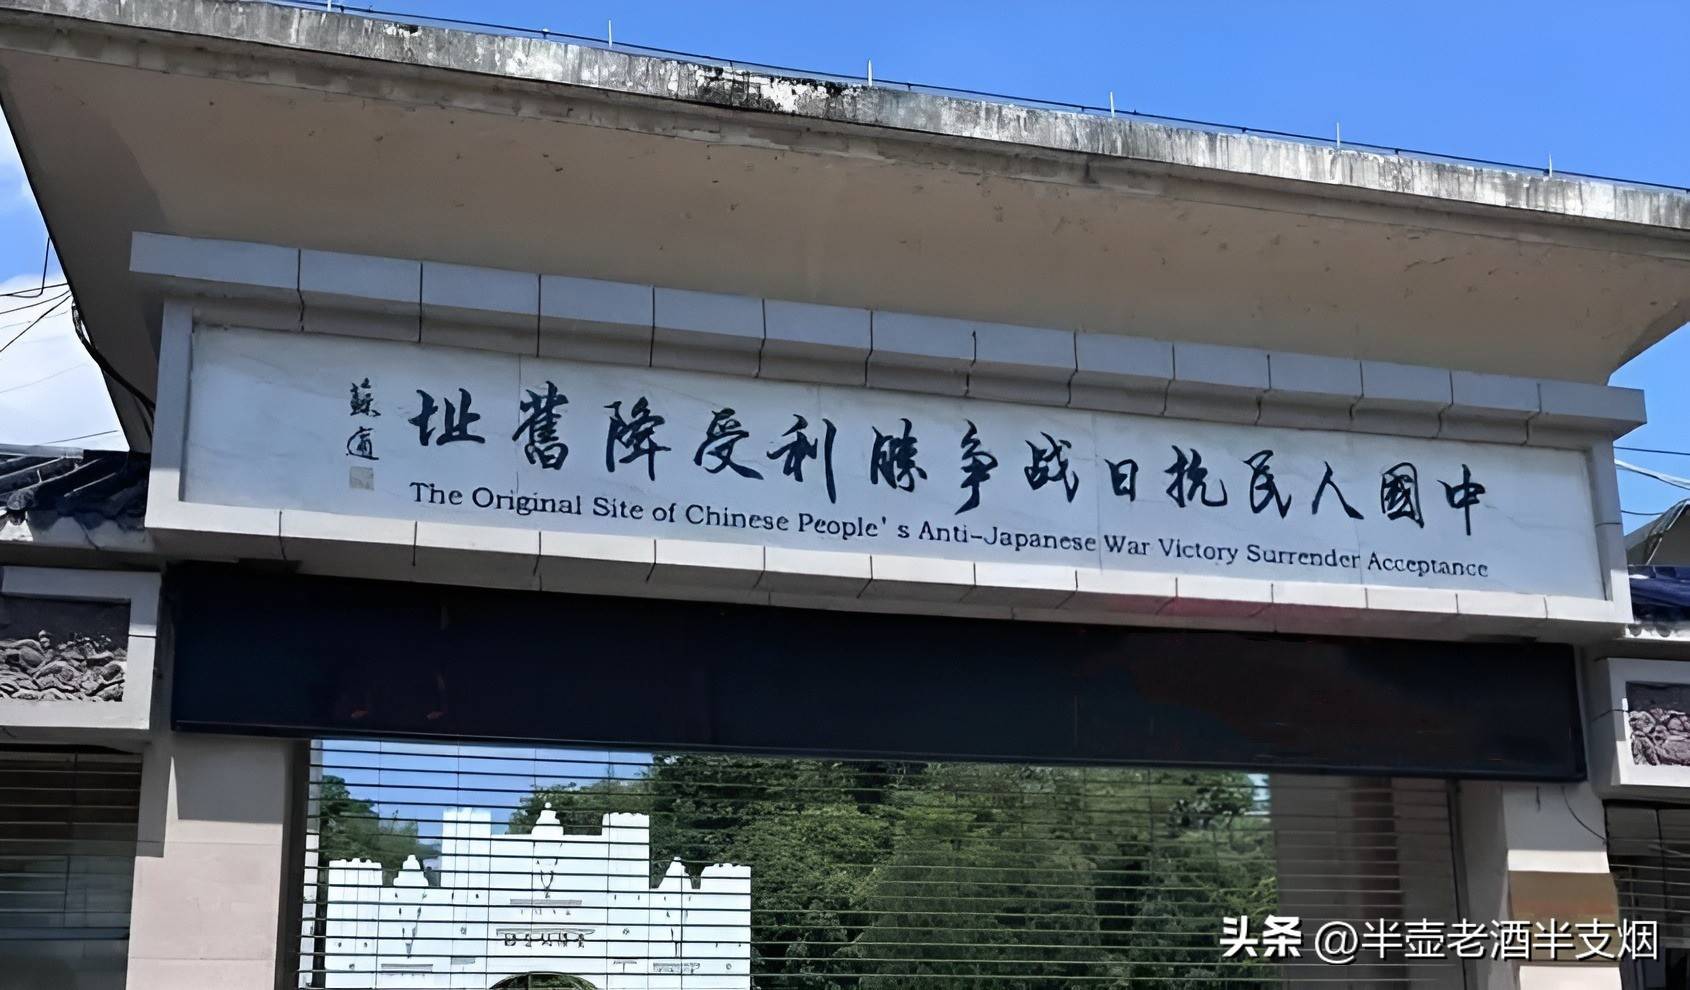 中國人民抗日战争勝利受降舊址
蘇適
The Original Site of Chinese People's Anti-Japanese War Victory Surrender Acceptance
头条 @半壶老酒半支烟